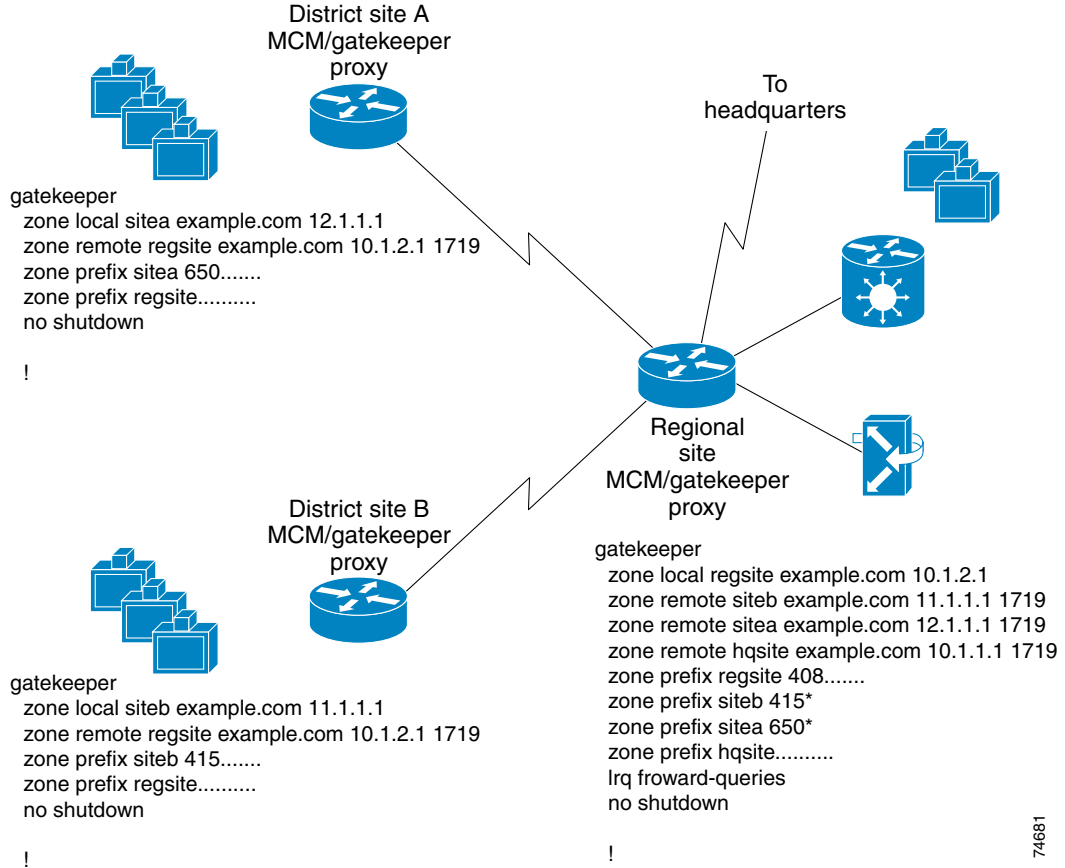 District site A
MCM/gatekeeper
proxy
To
headquarters
gatekeeper
zone local sitea example.com 12.1.1.1
zone remote regsite example.com 10.1.2.1 1719
zone prefix sitea 650.......
zone prefix regsite..........
no shutdown
!
Regional
site
MCM/gatekeeper
proxy
District site B
MCM/gatekeeper
proxy
gatekeeper
zone local siteb example.com 11.1.1.1
zone remote regsite example.com 10.1.2.1 1719
zone prefix siteb 415.......
zone prefix regsite..........
no shutdown
!
gatekeeper
zone local regsite example.com 10.1.2.1
zone remote siteb example.com 11.1.1.1 1719
zone remote sitea example.com 12.1.1.1 1719
zone remote hqsite example.com 10.1.1.1 1719
zone prefix regsite 408.......
zone prefix siteb 415*
zone prefix sitea 650*
zone prefix hqsite..........
lrq froward-queries
no shutdown
!
74681